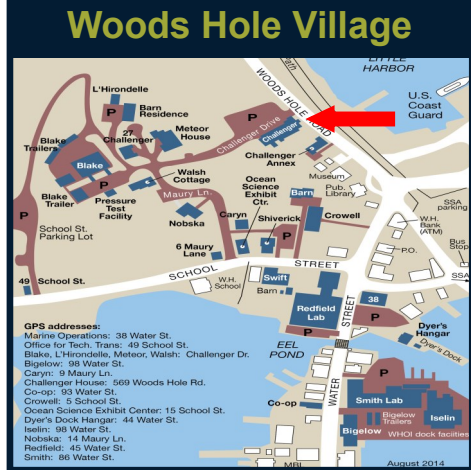 Woods Hole Village
LITTLE
HARBOR
Path
WOODS HOLE ROAD
U.S.
Coast
Guard
L'Hirondelle
P
Barn
Residence
27
Challenger
Meteor
House
Challenger Drive
Challenger
Blake
Trailers
Blake
Walsh
Cottage
Challenger
Annex
Museum
Ocean
Science
Exhibit
Ctr.
Barn
Pub.
Library
SSA
parking
Blake
Trailer
Pressure
Test
Facility
Maury Ln.
P
Nobska
Caryn
Shiverick
Crowell
P
W.H.
Bank
(ATM)
P.O.
Bus
Stop
School St.
Parking Lot
6 Maury
Lane
SCHOOL
STREET
SSA
49
School St.
W.H.
School
Swift
Barn
Redfield
Lab
38
P
P
STREET
Dyer's
Hangar
Dyer's Dock
EEL
POND
GPS addresses:
Marine Operations: 38 Water St.
Office for Tech. Trans: 49 School St.
Blake, L'Hirondelle, Meteor, Walsh: Challenger Dr.
Bigelow: 98 Water St.
Caryn: 9 Maury Ln.
Challenger House: 569 Woods Hole Rd.
Co-op: 93 Water St.
Crowell: 5 School St.
Ocean Science Exhibit Center: 15 School St.
Dyer's Dock Hangar: 44 Water St.
Iselin: 98 Water St.
Nobska: 14 Maury Ln.
Redfield: 45 Water St.
Smith: 86 Water St.
WATER
P
Smith Lab
Co-op
Bigelow
Trailers
Iselin
Bigelow
WHOI dock facilties
MBL
August 2014